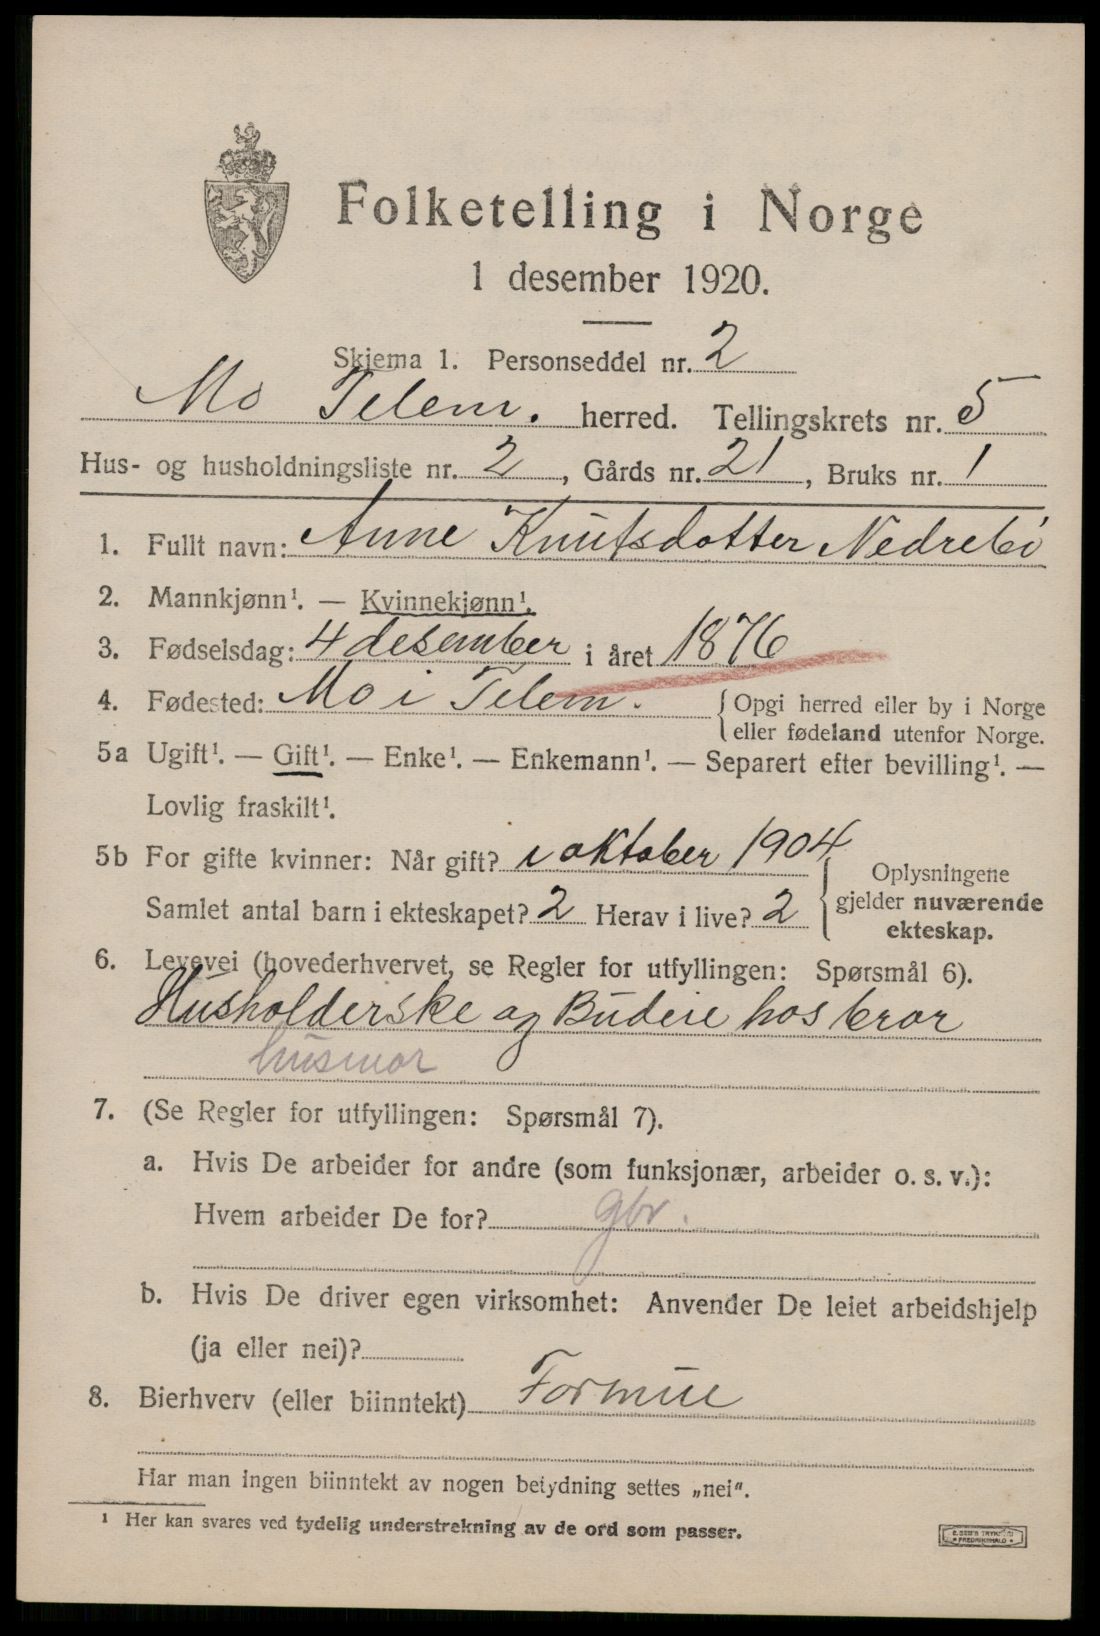 Folketelling i Norge
1 desember 1920.
Skjema 1. Personseddel nr. 2
Mo Telem. herred. Tellingskrets nr. 5
Hus- og husholdningsliste nr. 2, Gårds nr. 21, Bruks nr. 1
1. Fullt navn: Anne Knutsdotter Nedrebö
2. Mannkjønn¹. — Kvinnekjønn¹.
3. Fødselsdag: 4 desember i året 1876
4. Fødested: Mo i Telem. {Opgi herred eller by i Norge
eller fødeland utenfor Norge.
5a Ugift¹. — Gift¹. — Enke¹. — Enkemann¹. — Separert efter bevilling¹. —
Lovlig fraskilt¹.
5b For gifte kvinner: Når gift? i oktober 1904
Samlet antal barn i ekteskapet? 2 Herav i live? 2
Oplysningene
gjelder nuværende
ekteskap.
6. Levevei (hovederhvervet, se Regler for utfyllingen: Spørsmål 6).
Husholderske og Budeie hos bror
husmor
7. (Se Regler for utfyllingen: Spørsmål 7).
a. Hvis De arbeider for andre (som funksjonær, arbeider o. s. v.):
Hvem arbeider De for? gbr.
b. Hvis De driver egen virksomhet: Anvender De leiet arbeidshjelp
(ja eller nei)?
8. Bierhverv (eller biinntekt) Formue
Har man ingen biinntekt av nogen betydning settes „nei".
¹ Her kan svares ved tydelig understrekning av de ord som passer.
E. SEM'S TRYKKERI
FREDRIKSHALD